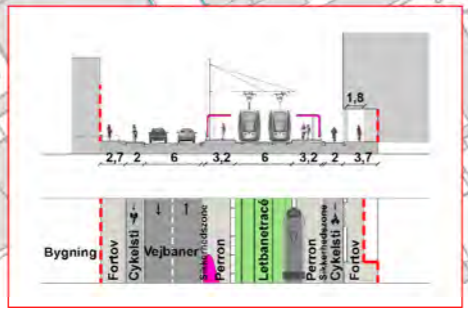 1,8
2,7 2 6 3,2 6 3,2 2 3,7
Bygning
Fortov
Cykelsti
Vejbaner
Sikkerhedszone
Perron
Letbanetracé
Perron
Sikkerhedszone
Cykelsti
Fortov